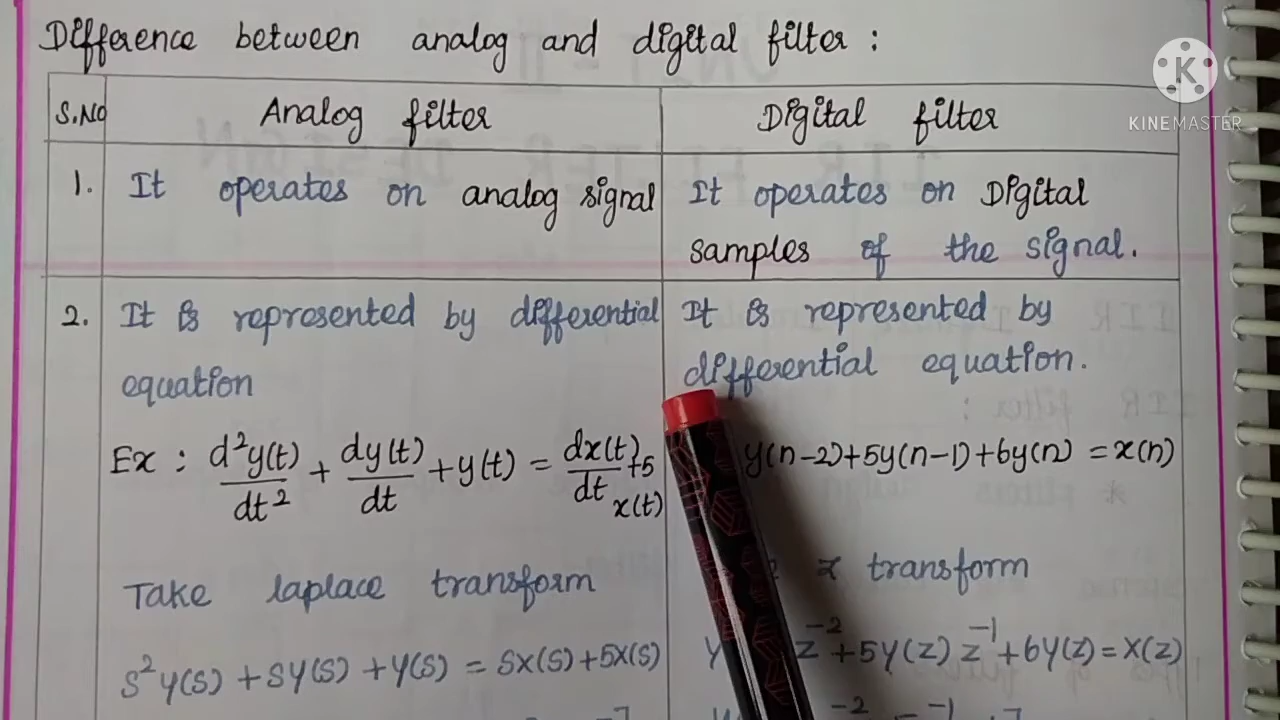 Difference between analog and digital filter :
KINEMASTER
S.No Analog filter Digital filter
1. It operates on analog signal
It operates on Digital
samples of the signal.
2. It is represented by differential
equation
Ex : d²y(t)/dt² + dy(t)/dt + y(t) = dx(t)/dt + 5 x(t)
Take laplace transform
S²Y(S) + SY(S) + Y(S) = SX(S) + 5X(S)
It is represented by
differential equation.
y(n-2)+5y(n-1)+6y(n) = x(n)
z transform
z⁻²+5Y(z) z⁻¹+6Y(z) = X(z)